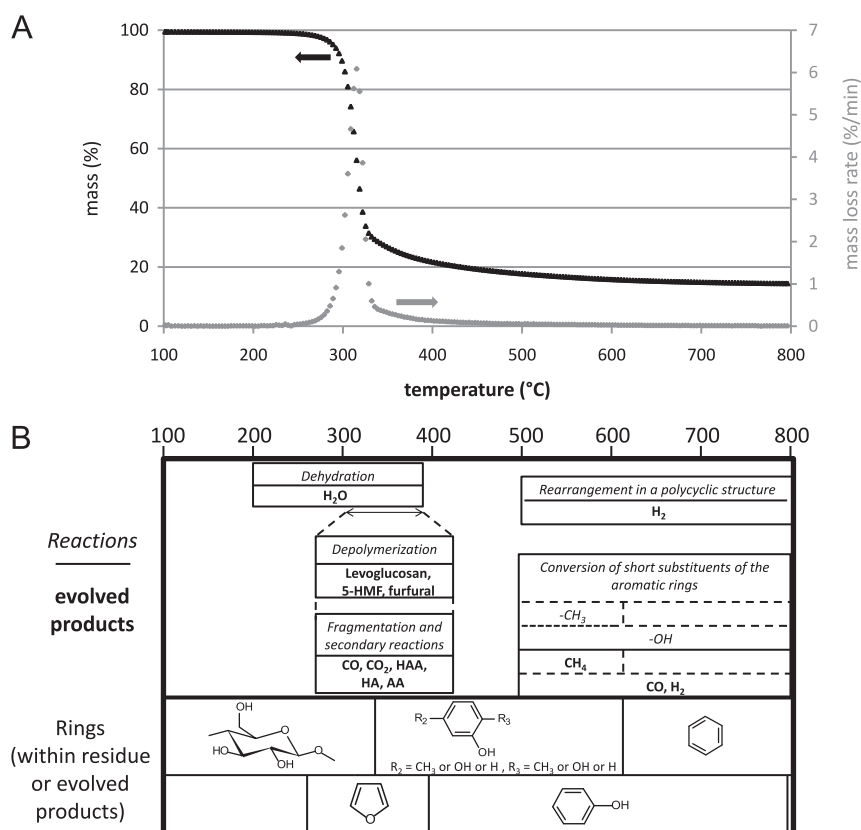 A
100
80
60
40
20
0
mass (%)
7
6
5
4
3
2
1
0
mass loss rate (%/min)
100 200 300 400 500 600 700 800
temperature (°C)
B
100 200 300 400 500 600 700 800
Reactions
evolved
products
Dehydration
H₂O
Depolymerization
Levoglucosan,
5-HMF, furfural
Fragmentation and
secondary reactions
CO, CO₂, HAA,
HA, AA
Rearrangement in a polycyclic structure
H₂
Conversion of short substituents of the
aromatic rings
-CH₃
-OH
CH₄
CO, H₂
Rings
(within residue
or evolved
products)
OH
O
HO
OH
O
R₂
R₃
OH
R₂ = CH₃ or OH or H , R₃ = CH₃ or OH or H
O
OH